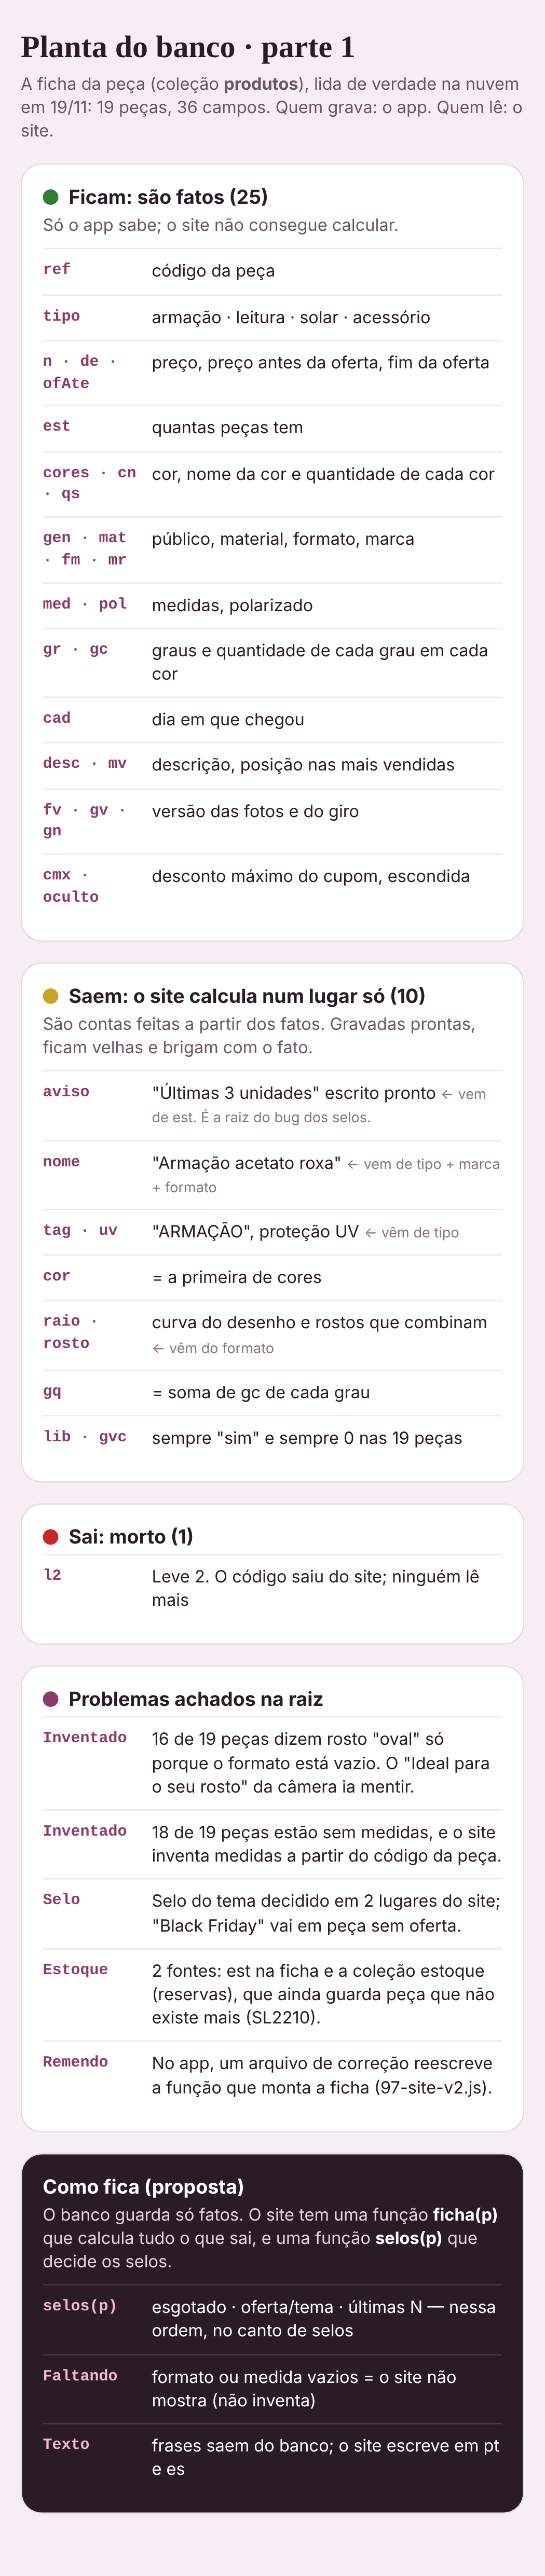 Planta do banco · parte 1
A ficha da peça (coleção produtos), lida de verdade na nuvem
em 19/11: 19 peças, 36 campos. Quem grava: o app. Quem lê: o
site.
Ficam: são fatos (25)
Só o app sabe; o site não consegue calcular.
ref código da peça
tipo armação · leitura · solar · acessório
n · de · preço, preço antes da oferta, fim da oferta
ofAte
est quantas peças tem
cores · cn cor, nome da cor e quantidade de cada cor
· qs
gen · mat público, material, formato, marca
· fm · mr
med · pol medidas, polarizado
gr · gc graus e quantidade de cada grau em cada
cor
cad dia em que chegou
desc · mv descrição, posição nas mais vendidas
fv · gv · versão das fotos e do giro
gn
cmx · desconto máximo do cupom, escondida
oculto
Saem: o site calcula num lugar só (10)
São contas feitas a partir dos fatos. Gravadas prontas,
ficam velhas e brigam com o fato.
aviso "Últimas 3 unidades" escrito pronto ← vem
de est. É a raiz do bug dos selos.
nome "Armação acetato roxa" ← vem de tipo + marca
+ formato
tag · uv "ARMAÇÃO", proteção UV ← vêm de tipo
cor = a primeira de cores
raio · curva do desenho e rostos que combinam
rosto ← vêm do formato
gq = soma de gc de cada grau
lib · gvc sempre "sim" e sempre 0 nas 19 peças
Sai: morto (1)
l2 Leve 2. O código saiu do site; ninguém lê
mais
Problemas achados na raiz
Inventado 16 de 19 peças dizem rosto "oval" só
porque o formato está vazio. O "Ideal para
o seu rosto" da câmera ia mentir.
Inventado 18 de 19 peças estão sem medidas, e o site
inventa medidas a partir do código da peça.
Selo Selo do tema decidido em 2 lugares do site;
"Black Friday" vai em peça sem oferta.
Estoque 2 fontes: est na ficha e a coleção estoque
(reservas), que ainda guarda peça que não
existe mais (SL2210).
Remendo No app, um arquivo de correção reescreve
a função que monta a ficha (97-site-v2.js).
Como fica (proposta)
O banco guarda só fatos. O site tem uma função ficha(p)
que calcula tudo o que sai, e uma função selos(p) que
decide os selos.
selos(p) esgotado · oferta/tema · últimas N — nessa
ordem, no canto de selos
Faltando formato ou medida vazios = o site não
mostra (não inventa)
Texto frases saem do banco; o site escreve em pt
e es